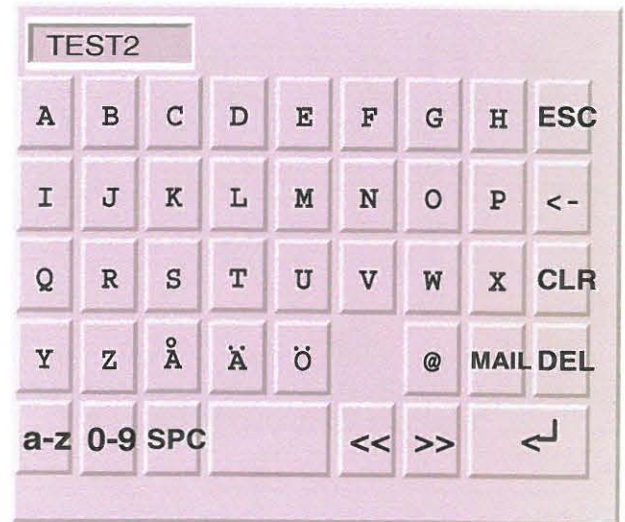 TEST2
A B C D E F G H ESC
I J K L M N O P <-
Q R S T U V W X CLR
Y Z Å Ä Ö @ MAIL DEL
a-z 0-9 SPC << >> ↵